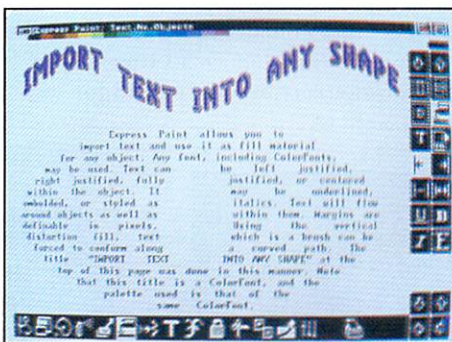 Express Paint: Text.Nr.Objects
IMPORT TEXT INTO ANY SHAPE
Express Paint allows you to
import text and use it as fill material
for any object. Any font, including ColorFonts,
may be used. Text can be left justified,
right justified, fully justified, or centered
within the object. It may be underlined,
embolded, or styled as italics. Text will flow
around objects as well as within them. Margins are
definable in pixels. Using the vertical
distortion fill, text which is a brush can be
forced to conform along a curved path. The
title "IMPORT TEXT INTO ANY SHAPE" at the
top of this page was done in this manner. Note
that this title is a ColorFont, and the
palette used is that of the
same ColorFont.